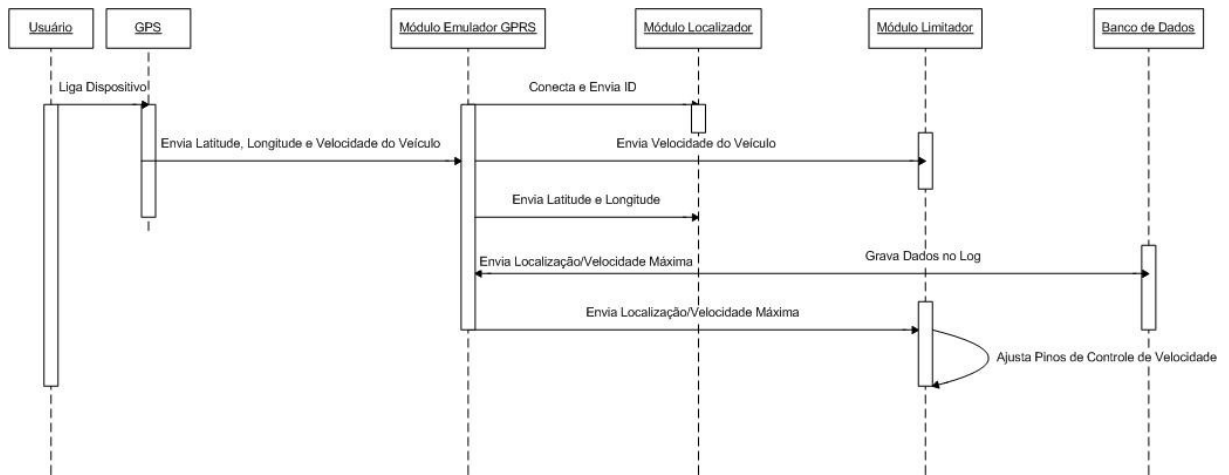 Usuário
GPS
Módulo Emulador GPRS
Módulo Localizador
Módulo Limitador
Banco de Dados
Liga Dispositivo
Conecta e Envia ID
Envia Latitude, Longitude e Velocidade do Veículo
Envia Velocidade do Veículo
Envia Latitude e Longitude
Envia Localização/Velocidade Máxima
Grava Dados no Log
Envia Localização/Velocidade Máxima
Ajusta Pinos de Controle de Velocidade